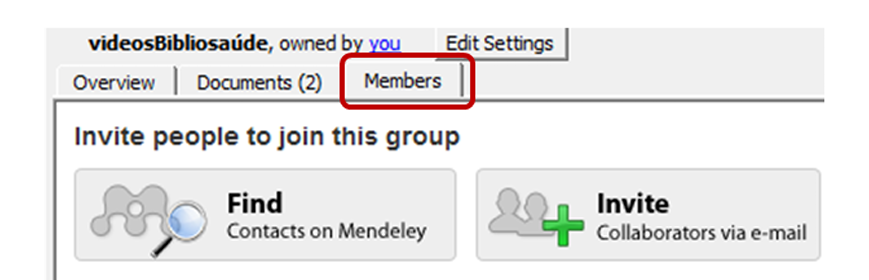 videosBibliosaúde, owned by you Edit Settings
Overview Documents (2) Members
Invite people to join this group
Find
Contacts on Mendeley
Invite
Collaborators via e-mail